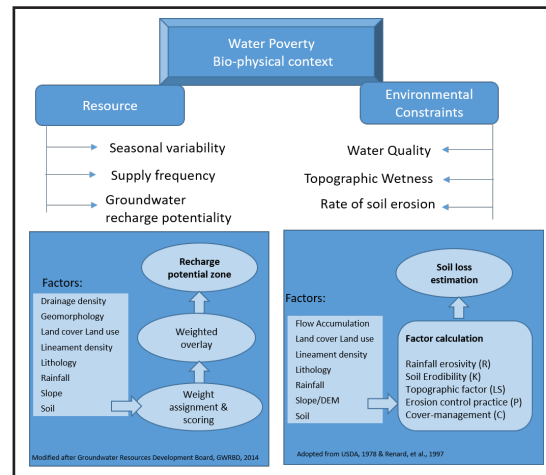 Water Poverty
Bio-physical context
Resource
Environmental
Constraints
Seasonal variability
Supply frequency
Groundwater
recharge potentiality
Water Quality
Topographic Wetness
Rate of soil erosion
Recharge
potential zone
Factors:
Drainage density
Geomorphology
Land cover Land use
Lineament density
Lithology
Rainfall
Slope
Soil
Weighted
overlay
Weight
assignment &
scoring
Modified after Groundwater Resources Development Board, GWRBD, 2014
Soil loss
estimation
Factors:
Flow Accumulation
Land cover Land use
Lineament density
Lithology
Rainfall
Slope/DEM
Soil
Factor calculation
Rainfall erosivity (R)
Soil Erodibility (K)
Topographic factor (LS)
Erosion control practice (P)
Cover-management (C)
Adopted from USDA, 1978 & Renard, et al., 1997